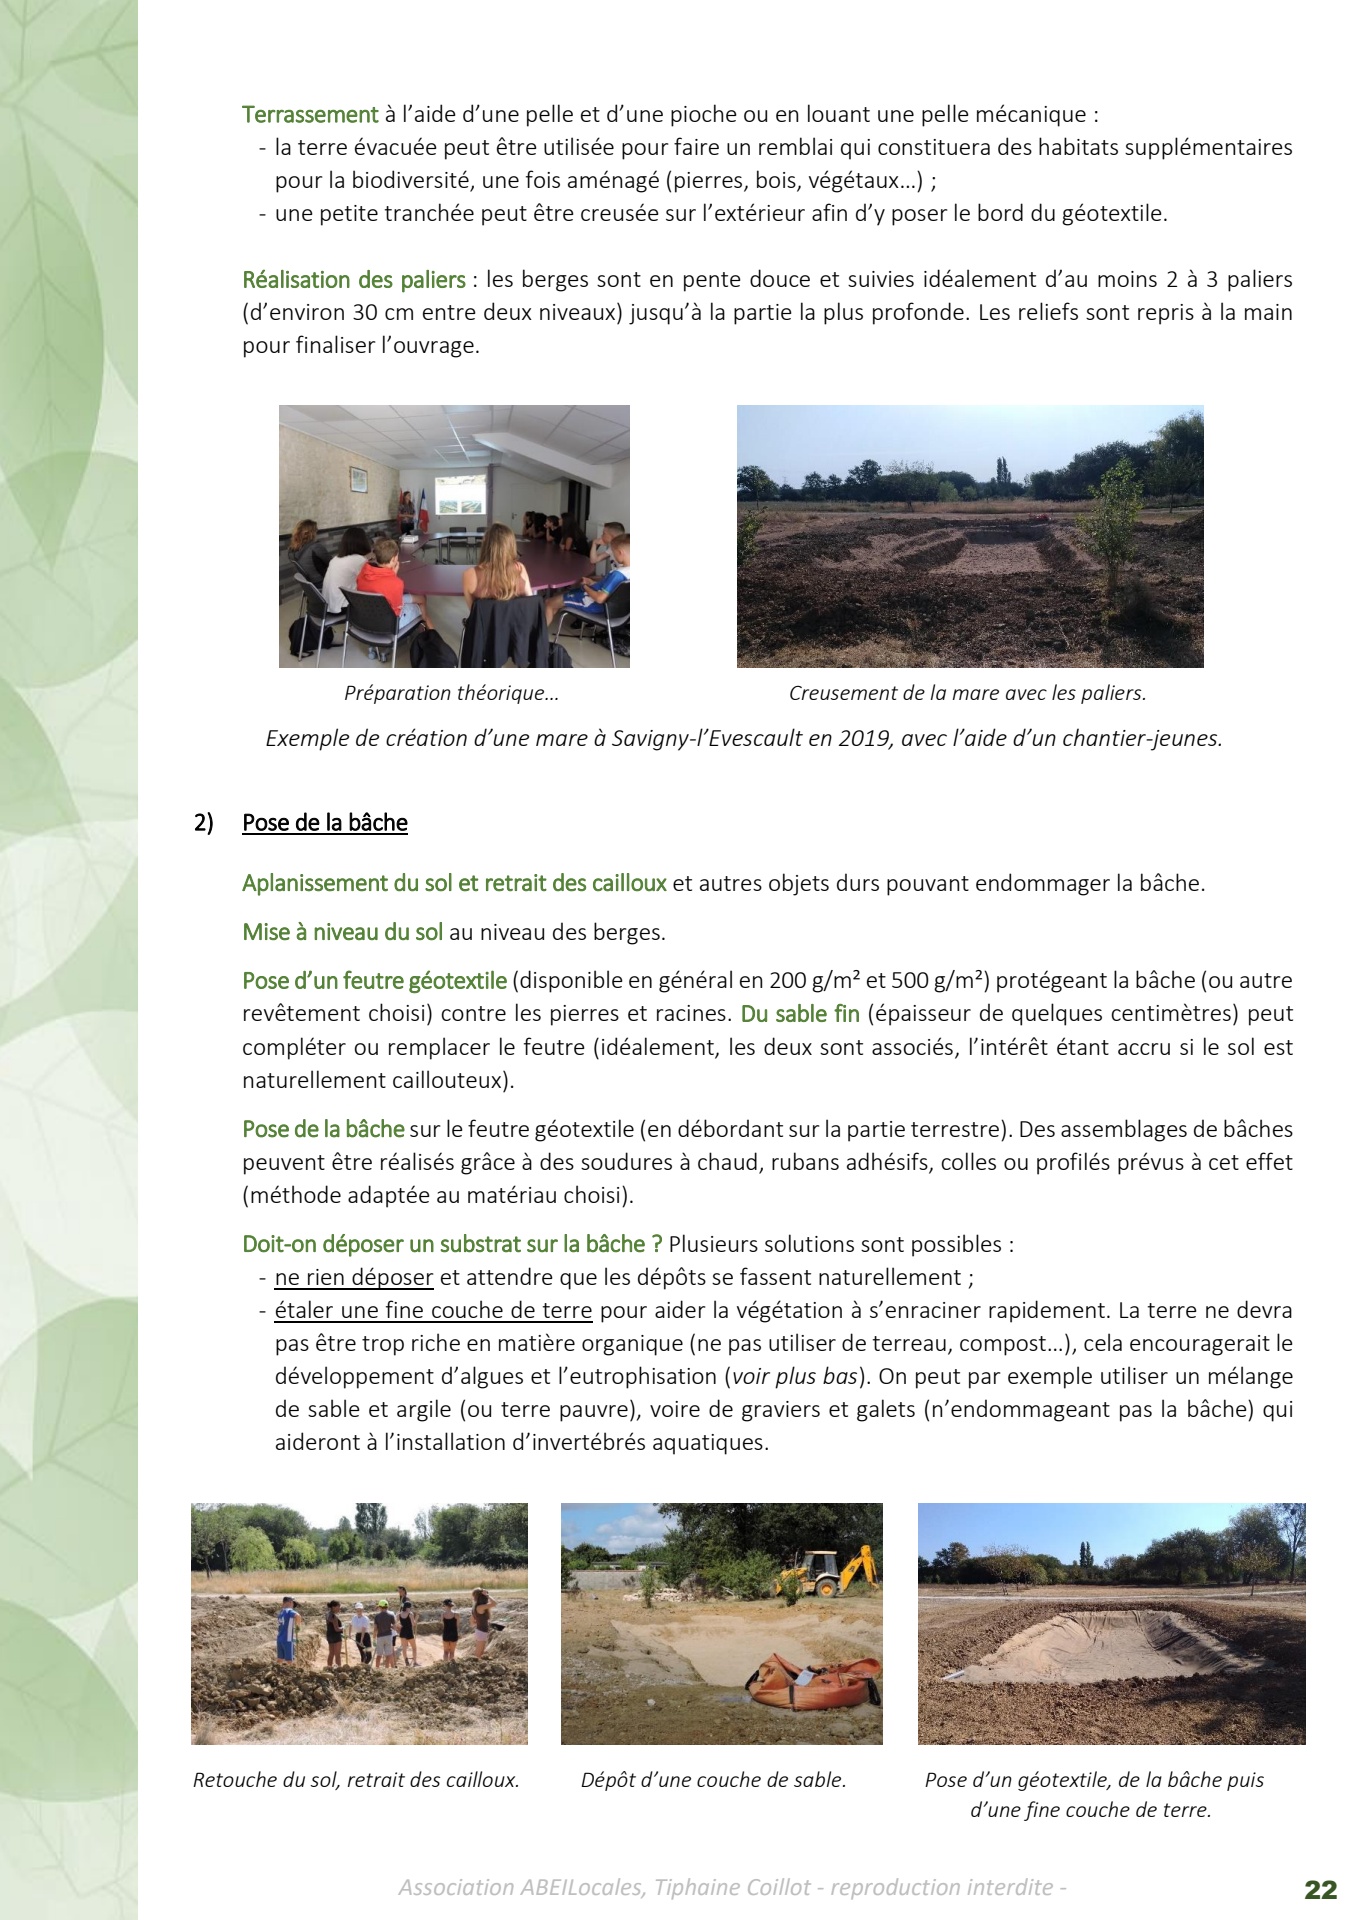 Terrassement à l’aide d’une pelle et d’une pioche ou en louant une pelle mécanique :
- la terre évacuée peut être utilisée pour faire un remblai qui constituera des habitats supplémentaires
pour la biodiversité, une fois aménagé (pierres, bois, végétaux…) ;
- une petite tranchée peut être creusée sur l’extérieur afin d’y poser le bord du géotextile.
Réalisation des paliers : les berges sont en pente douce et suivies idéalement d’au moins 2 à 3 paliers
(d’environ 30 cm entre deux niveaux) jusqu’à la partie la plus profonde. Les reliefs sont repris à la main
pour finaliser l’ouvrage.
Préparation théorique…
Creusement de la mare avec les paliers.
Exemple de création d’une mare à Savigny-l’Evescault en 2019, avec l’aide d’un chantier-jeunes.
2) Pose de la bâche
Aplanissement du sol et retrait des cailloux et autres objets durs pouvant endommager la bâche.
Mise à niveau du sol au niveau des berges.
Pose d’un feutre géotextile (disponible en général en 200 g/m² et 500 g/m²) protégeant la bâche (ou autre
revêtement choisi) contre les pierres et racines. Du sable fin (épaisseur de quelques centimètres) peut
compléter ou remplacer le feutre (idéalement, les deux sont associés, l’intérêt étant accru si le sol est
naturellement caillouteux).
Pose de la bâche sur le feutre géotextile (en débordant sur la partie terrestre). Des assemblages de bâches
peuvent être réalisés grâce à des soudures à chaud, rubans adhésifs, colles ou profilés prévus à cet effet
(méthode adaptée au matériau choisi).
Doit-on déposer un substrat sur la bâche ? Plusieurs solutions sont possibles :
- ne rien déposer et attendre que les dépôts se fassent naturellement ;
- étaler une fine couche de terre pour aider la végétation à s’enraciner rapidement. La terre ne devra
pas être trop riche en matière organique (ne pas utiliser de terreau, compost…), cela encouragerait le
développement d’algues et l’eutrophisation (voir plus bas). On peut par exemple utiliser un mélange
de sable et argile (ou terre pauvre), voire de graviers et galets (n’endommageant pas la bâche) qui
aideront à l’installation d’invertébrés aquatiques.
Retouche du sol, retrait des cailloux.
Dépôt d’une couche de sable.
Pose d’un géotextile, de la bâche puis
d’une fine couche de terre.
Association ABEILocales, Tiphaine Coillot - reproduction interdite -
22